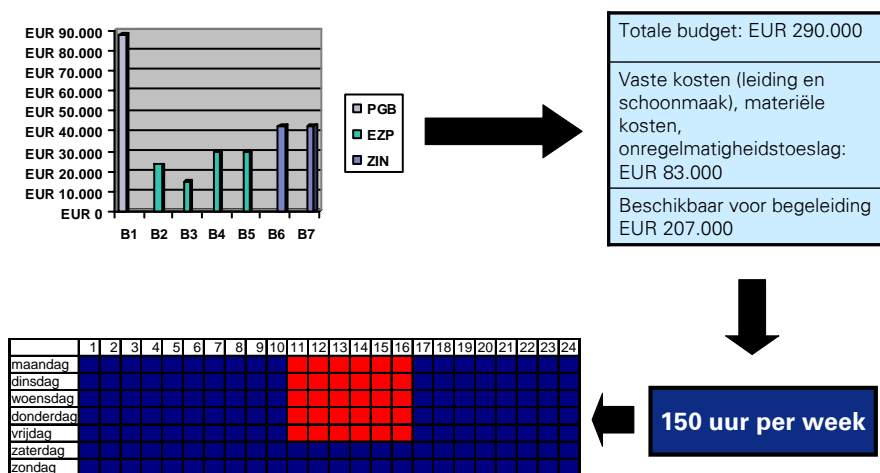 EUR 90.000
EUR 80.000
EUR 70.000
EUR 60.000
EUR 50.000
EUR 40.000
EUR 30.000
EUR 20.000
EUR 10.000
EUR 0
B1 B2 B3 B4 B5 B6 B7
PGB
EZP
ZIN
Totale budget: EUR 290.000
Vaste kosten (leiding en
schoonmaak), materiële
kosten,
onregelmatigheidstoeslag:
EUR 83.000
Beschikbaar voor begeleiding
EUR 207.000
1 2 3 4 5 6 7 8 9 10 11 12 13 14 15 16 17 18 19 20 21 22 23 24
maandag
dinsdag
woensdag
donderdag
vrijdag
zaterdag
zondag
150 uur per week